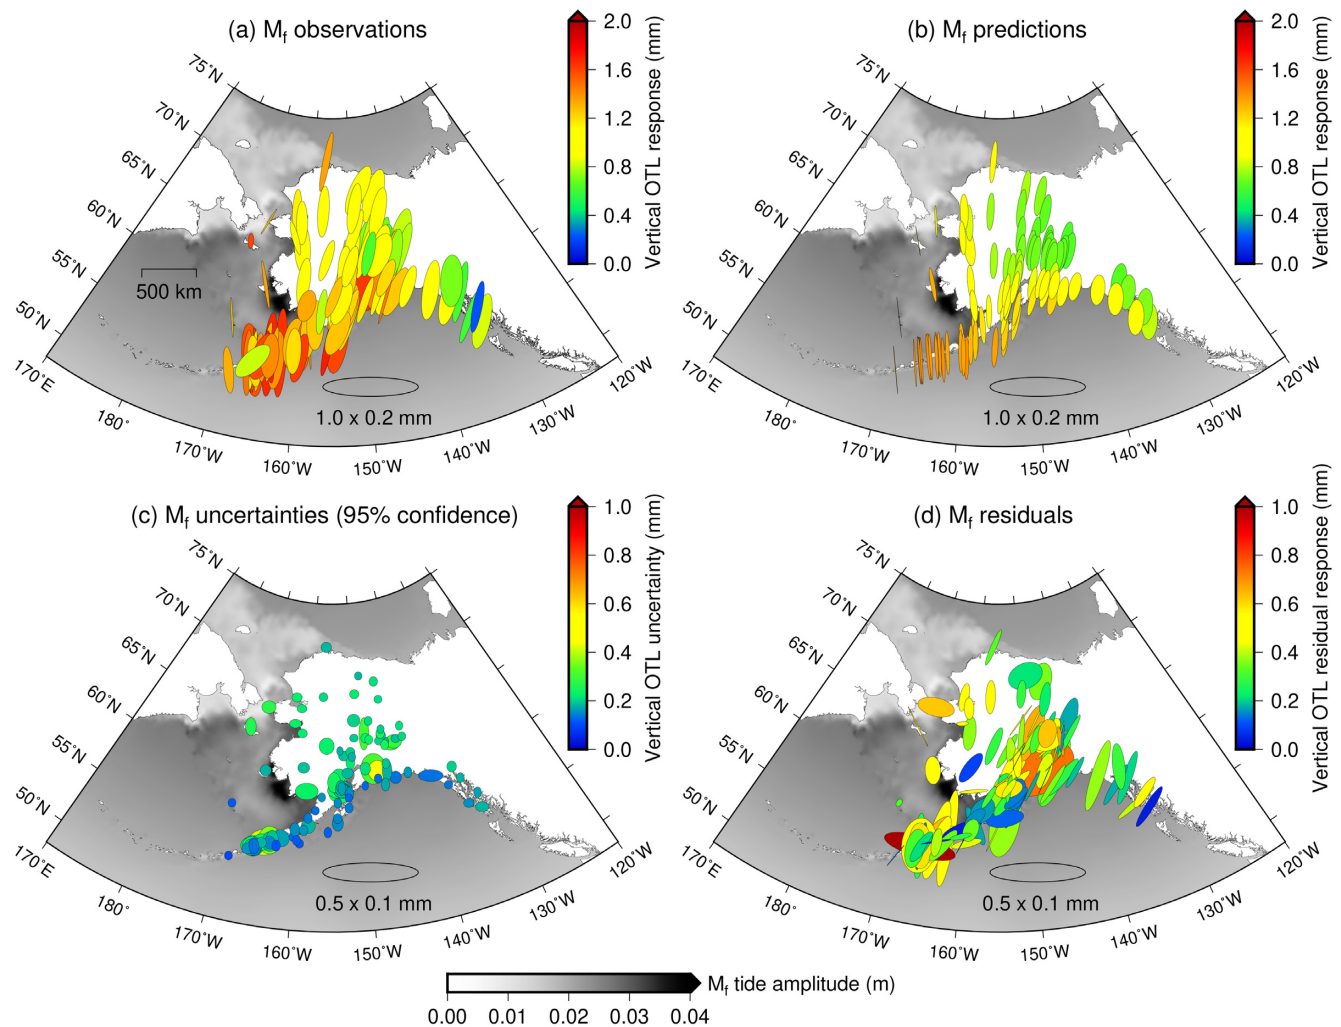 (a) Mf observations
2.0
1.6
1.2
0.8
0.4
0.0
Vertical OTL response (mm)
75˚N
70˚N
65˚N
60˚N
55˚N
50˚N
170˚E
180˚
170˚W
160˚W
150˚W
140˚W
130˚W
120˚W
500 km
1.0 x 0.2 mm
(b) Mf predictions
2.0
1.6
1.2
0.8
0.4
0.0
Vertical OTL response (mm)
75˚N
70˚N
65˚N
60˚N
55˚N
50˚N
170˚E
180˚
170˚W
160˚W
150˚W
140˚W
130˚W
120˚W
1.0 x 0.2 mm
(c) Mf uncertainties (95% confidence)
1.0
0.8
0.6
0.4
0.2
0.0
Vertical OTL uncertainty (mm)
75˚N
70˚N
65˚N
60˚N
55˚N
50˚N
170˚E
180˚
170˚W
160˚W
150˚W
140˚W
130˚W
120˚W
0.5 x 0.1 mm
(d) Mf residuals
1.0
0.8
0.6
0.4
0.2
0.0
Vertical OTL residual response (mm)
75˚N
70˚N
65˚N
60˚N
55˚N
50˚N
170˚E
180˚
170˚W
160˚W
150˚W
140˚W
130˚W
120˚W
0.5 x 0.1 mm
Mf tide amplitude (m)
0.00 0.01 0.02 0.03 0.04